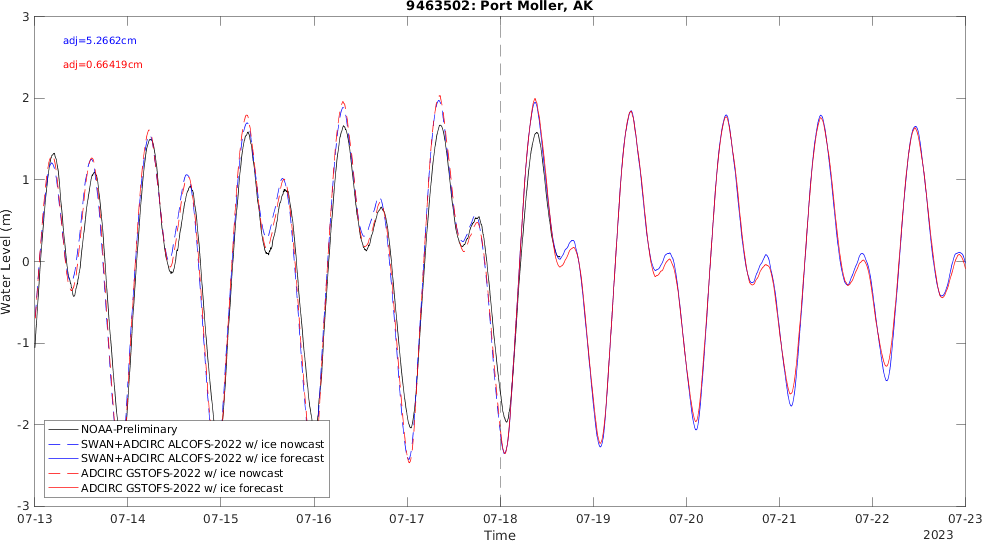 9463502: Port Moller, AK
adj=5.2662cm
adj=0.66419cm
Water Level (m)
3
2
1
0
-1
-2
-3
NOAA-Preliminary
SWAN+ADCIRC ALCOFS-2022 w/ ice nowcast
SWAN+ADCIRC ALCOFS-2022 w/ ice forecast
ADCIRC GSTOFS-2022 w/ ice nowcast
ADCIRC GSTOFS-2022 w/ ice forecast
07-13 07-14 07-15 07-16 07-17 07-18 07-19 07-20 07-21 07-22 07-23
Time
2023